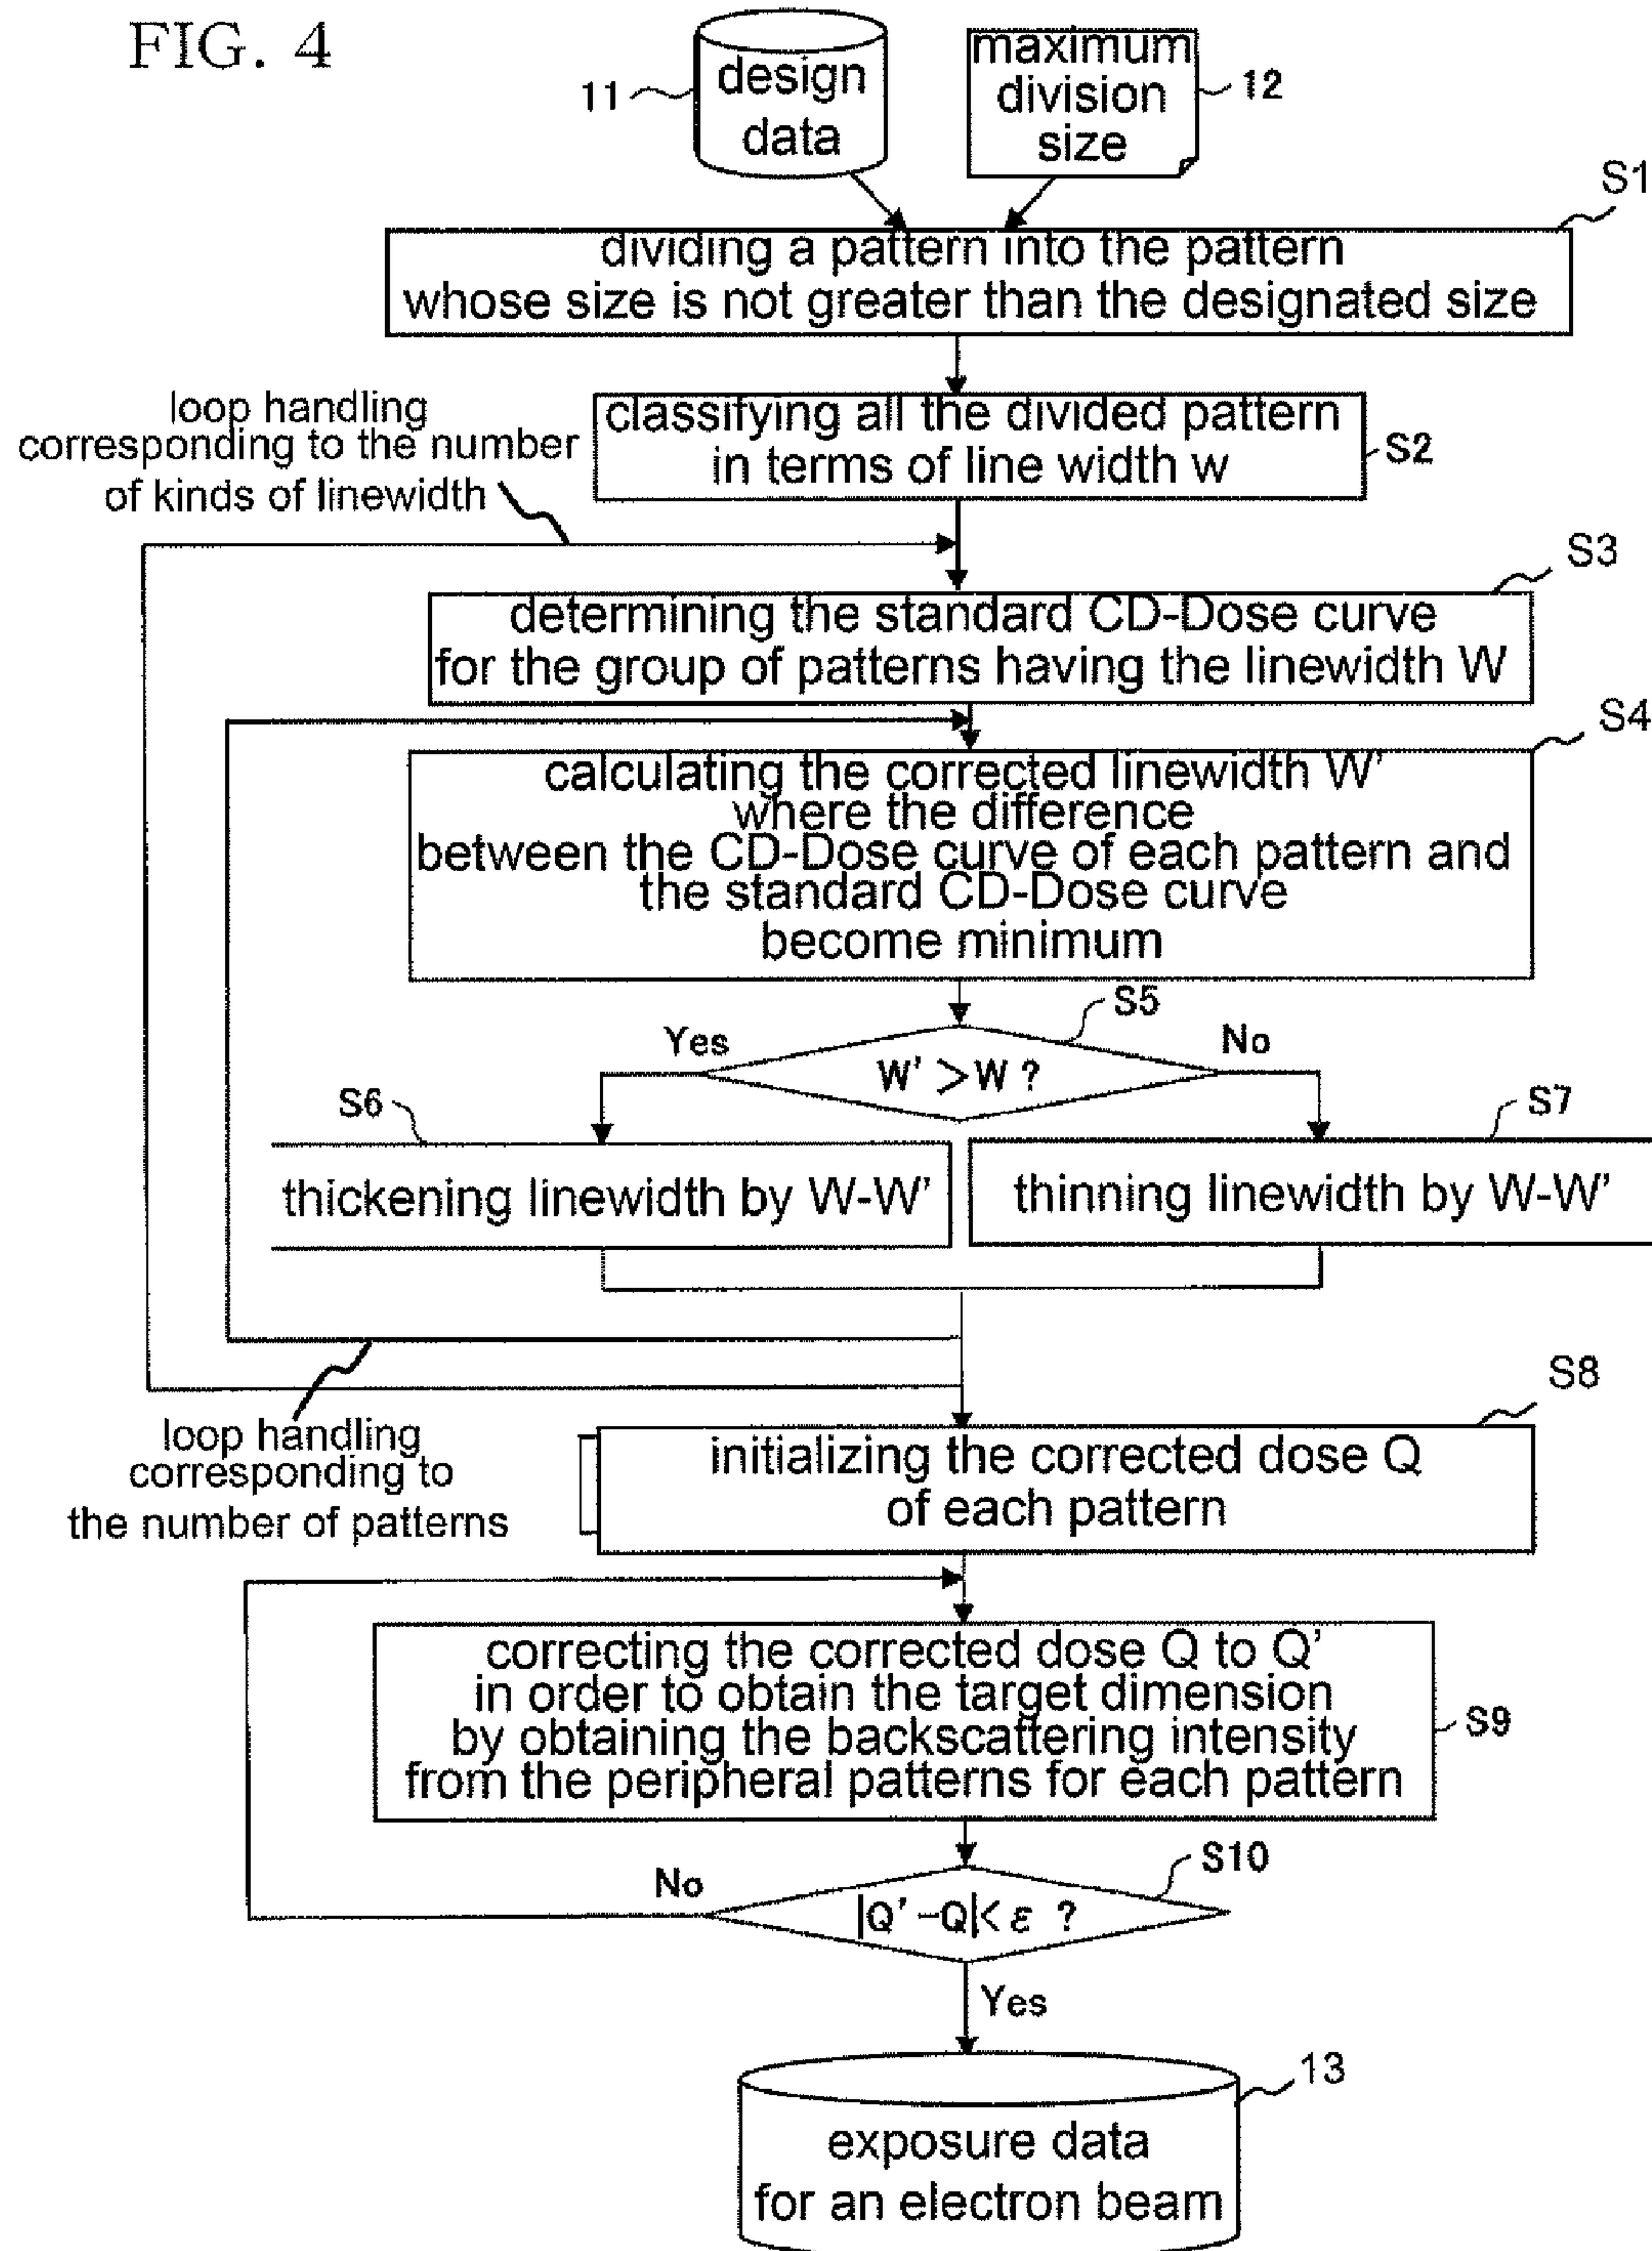 FIG. 4
design
data
11
maximum
division
size
12
S1
dividing a pattern into the pattern
whose size is not greater than the designated size
loop handling
corresponding to the number
of kinds of linewidth
classifying all the divided pattern
in terms of line width w
S2
S3
determining the standard CD-Dose curve
for the group of patterns having the linewidth W
S4
calculating the corrected linewidth W'
where the difference
between the CD-Dose curve of each pattern and
the standard CD-Dose curve
become minimum
S5
Yes
W' > W ?
No
S6
S7
thickening linewidth by W-W'
thinning linewidth by W-W'
S8
loop handling
corresponding to
the number of patterns
initializing the corrected dose Q
of each pattern
correcting the corrected dose Q to Q'
in order to obtain the target dimension
by obtaining the backscattering intensity
from the peripheral patterns for each pattern
S9
S10
No
|Q' -Q|< ε ?
Yes
13
exposure data
for an electron beam